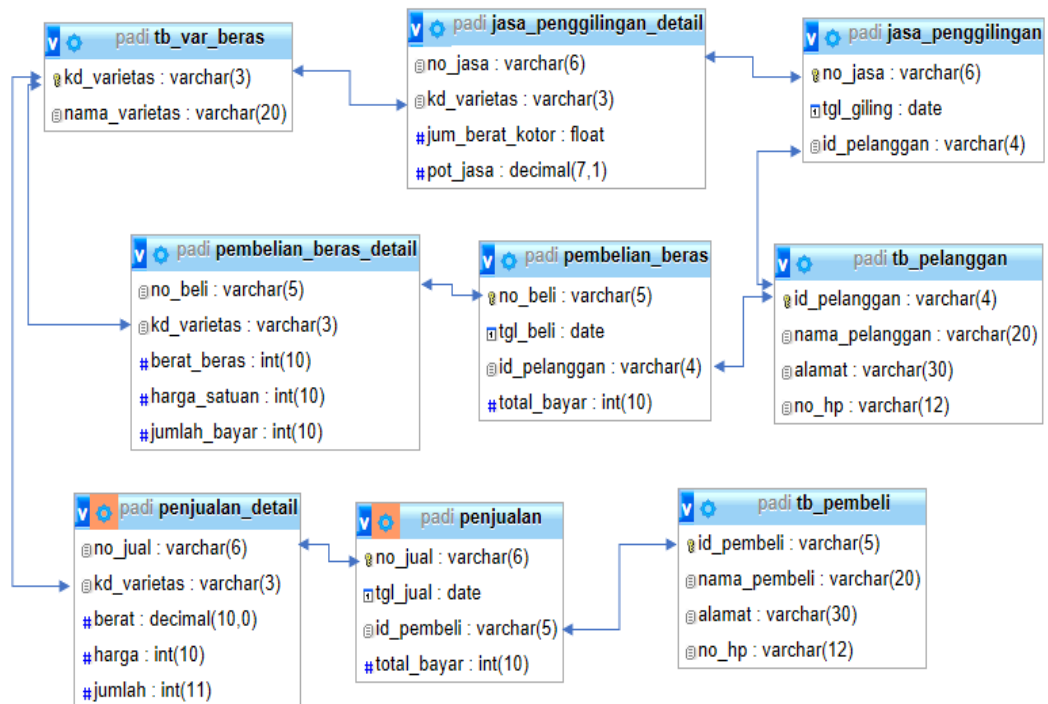 padi tb_var_beras
kd_varietas : varchar(3)
nama_varietas : varchar(20)
padi jasa_penggilingan_detail
no_jasa : varchar(6)
kd_varietas : varchar(3)
#jum_berat_kotor : float
#pot_jasa : decimal(7,1)
padi jasa_penggilingan
no_jasa : varchar(6)
tgl_giling : date
id_pelanggan : varchar(4)
padi pembelian_beras_detail
no_beli : varchar(5)
kd_varietas : varchar(3)
#berat_beras : int(10)
#harga_satuan : int(10)
#jumlah_bayar : int(10)
padi pembelian_beras
no_beli : varchar(5)
tgl_beli : date
id_pelanggan : varchar(4)
#total_bayar : int(10)
padi tb_pelanggan
id_pelanggan : varchar(4)
nama_pelanggan : varchar(20)
alamat : varchar(30)
no_hp : varchar(12)
padi penjualan_detail
no_jual : varchar(6)
kd_varietas : varchar(3)
#berat : decimal(10,0)
#harga : int(10)
#jumlah : int(11)
padi penjualan
no_jual : varchar(6)
tgl_jual : date
id_pembeli : varchar(5)
#total_bayar : int(10)
padi tb_pembeli
id_pembeli : varchar(5)
nama_pembeli : varchar(20)
alamat : varchar(30)
no_hp : varchar(12)